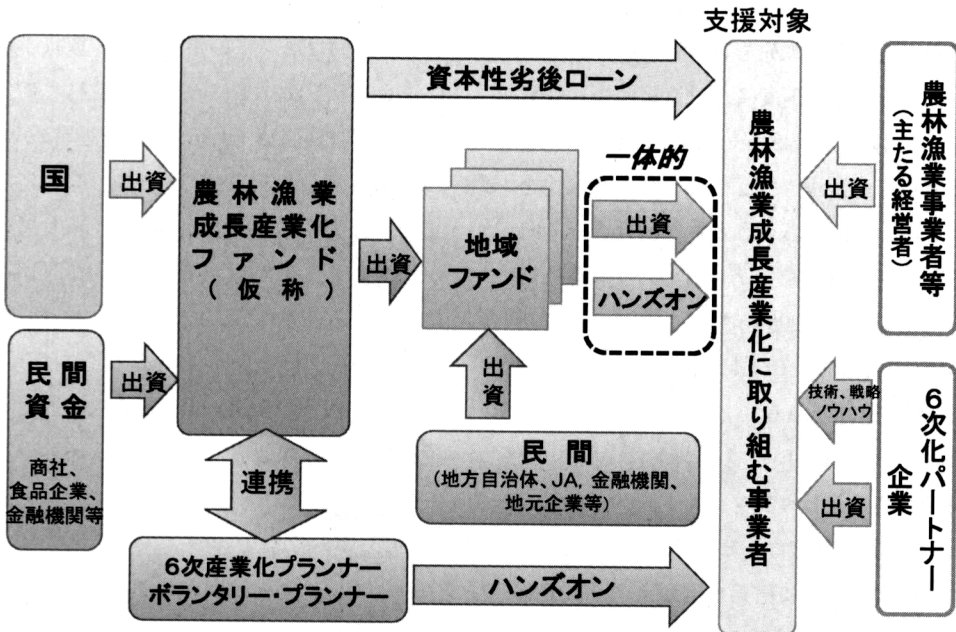 支援対象
国
出資
農林漁業
成長産業化
ファンド
（仮称）
資本性劣後ローン
出資
地域
ファンド
一体的
出資
ハンズオン
農林漁業成長産業化に取り組む事業者
出資
農林漁業事業者等
（主たる経営者）
民間
資金
商社、
食品企業、
金融機関等
出資
出資
民間
(地方自治体、JA, 金融機関、
地元企業等)
技術、戦略
ノウハウ
出資
6次化パートナー
企業
連携
6次産業化プランナー
ボランタリー・プランナー
ハンズオン